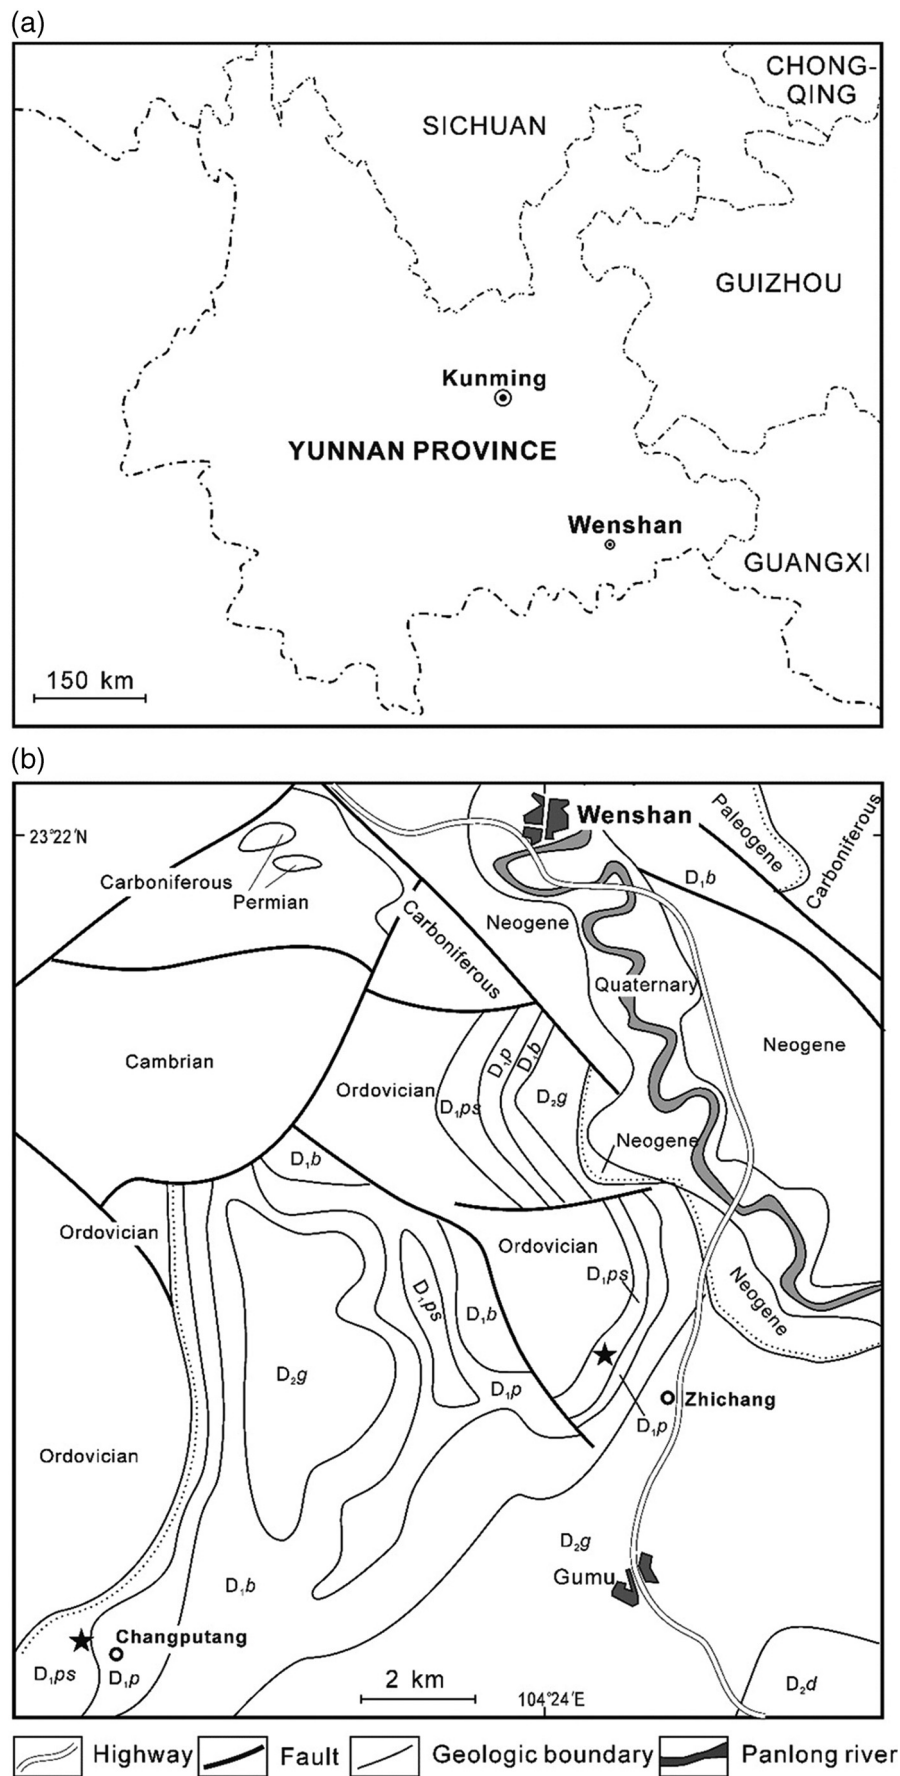 (a)
CHONG-
QING
SICHUAN
GUIZHOU
Kunming
YUNNAN PROVINCE
Wenshan
GUANGXI
150 km
(b)
23°22′N
Wenshan
Paleogene
Carboniferous
Carboniferous
Permian
D₁b
Carboniferous
Neogene
Quaternary
Cambrian
Neogene
Ordovician
D₁ps
D₁p
D₁b
D₂g
Neogene
D₁b
Ordovician
Ordovician
D₁ps
Neogene
D₁ps
D₁b
D₂g
D₁p
Zhichang
D₁p
Ordovician
D₂g
Gumu
D₁b
Changputang
D₁ps
D₁p
2 km
104°24′E
D₂d
Highway
Fault
Geologic boundary
Panlong river